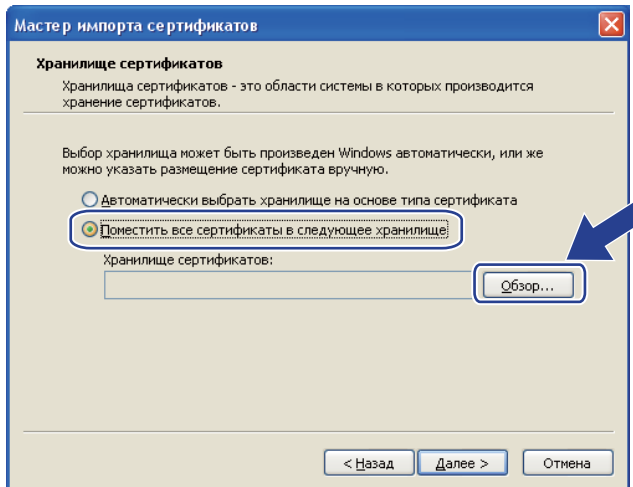 Мастер импорта сертификатов
Хранилище сертификатов
Хранилища сертификатов - это области системы в которых производится
хранение сертификатов.
Выбор хранилища может быть произведен Windows автоматически, или же
можно указать размещение сертификата вручную.
Автоматически выбрать хранилище на основе типа сертификата
Поместить все сертификаты в следующее хранилище
Хранилище сертификатов:
Обзор...
< Назад Далее > Отмена